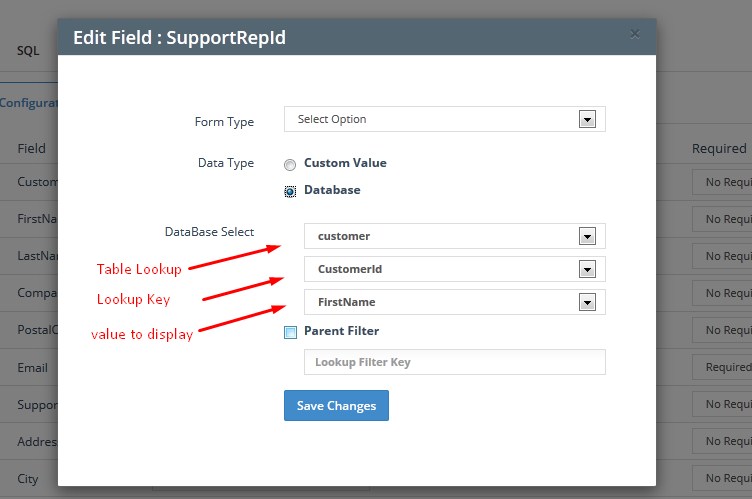 Edit Field : SupportRepId
×
SQL
Configurat
Field
Required
Form Type
Select Option
Data Type
Custom Value
Database
DataBase Select
customer
CustomerId
FirstName
Table Lookup
Lookup Key
value to display
Parent Filter
Lookup Filter Key
Save Changes
Custom
No Requi
FirstNa
No Requi
LastNa
No Requi
Compa
No Requi
PostalC
No Requi
Email
Required
Suppor
No Requi
Addres
No Requi
City
No Requi